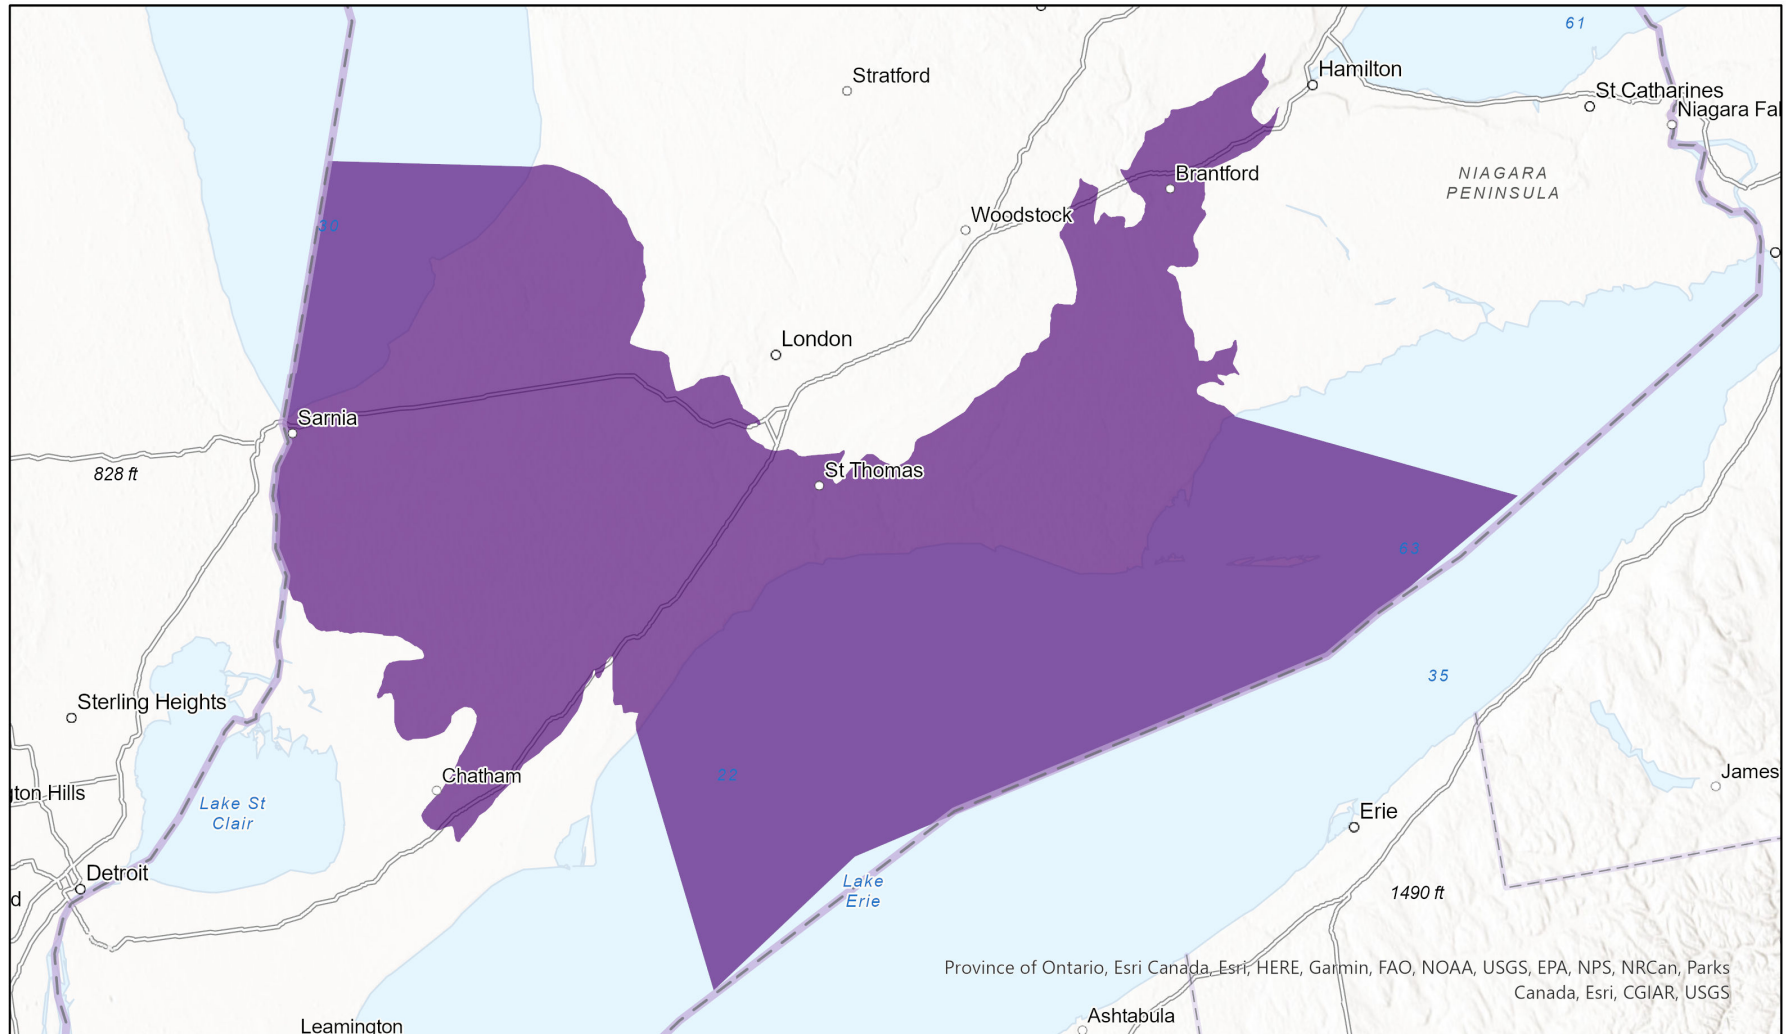 61
Hamilton
Stratford
St Catharines
Niagara Fal
NIAGARA
PENINSULA
Brantford
Woodstock
30
London
Sarnia
828 ft
St Thomas
63
35
Sterling Heights
22
James
Chatham
gton Hills
Lake St
Clair
Erie
Detroit
Lake
Erie
1490 ft
d
Province of Ontario, Esri Canada, Esri, HERE, Garmin, FAO, NOAA, USGS, EPA, NPS, NRCan, Parks
Canada, Esri, CGIAR, USGS
Ashtabula
Leamington